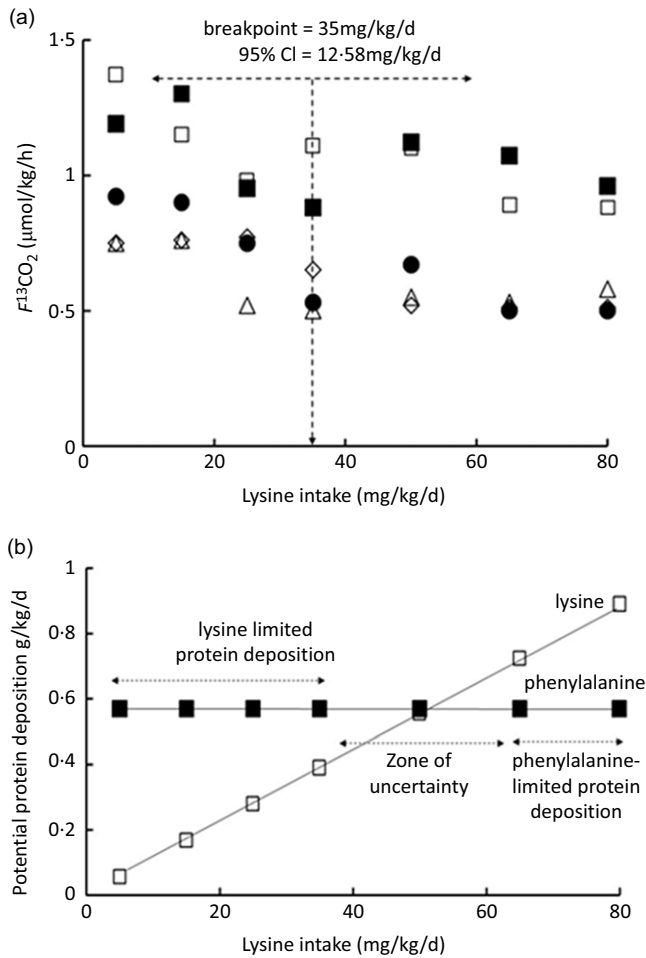 (a)
breakpoint = 35mg/kg/d
95% Cl = 12·58mg/kg/d
1·5
1
0·5
0
F¹³CO₂ (μmol/kg/h)
0 20 40 60 80
Lysine intake (mg/kg/d)
(b)
1
0·8
0·6
0·4
0·2
0
Potential protein deposition g/kg/d
lysine
lysine limited
protein deposition
phenylalanine
Zone of
uncertainty
phenylalanine-
limited protein
deposition
0 20 40 60 80
Lysine intake (mg/kg/d)